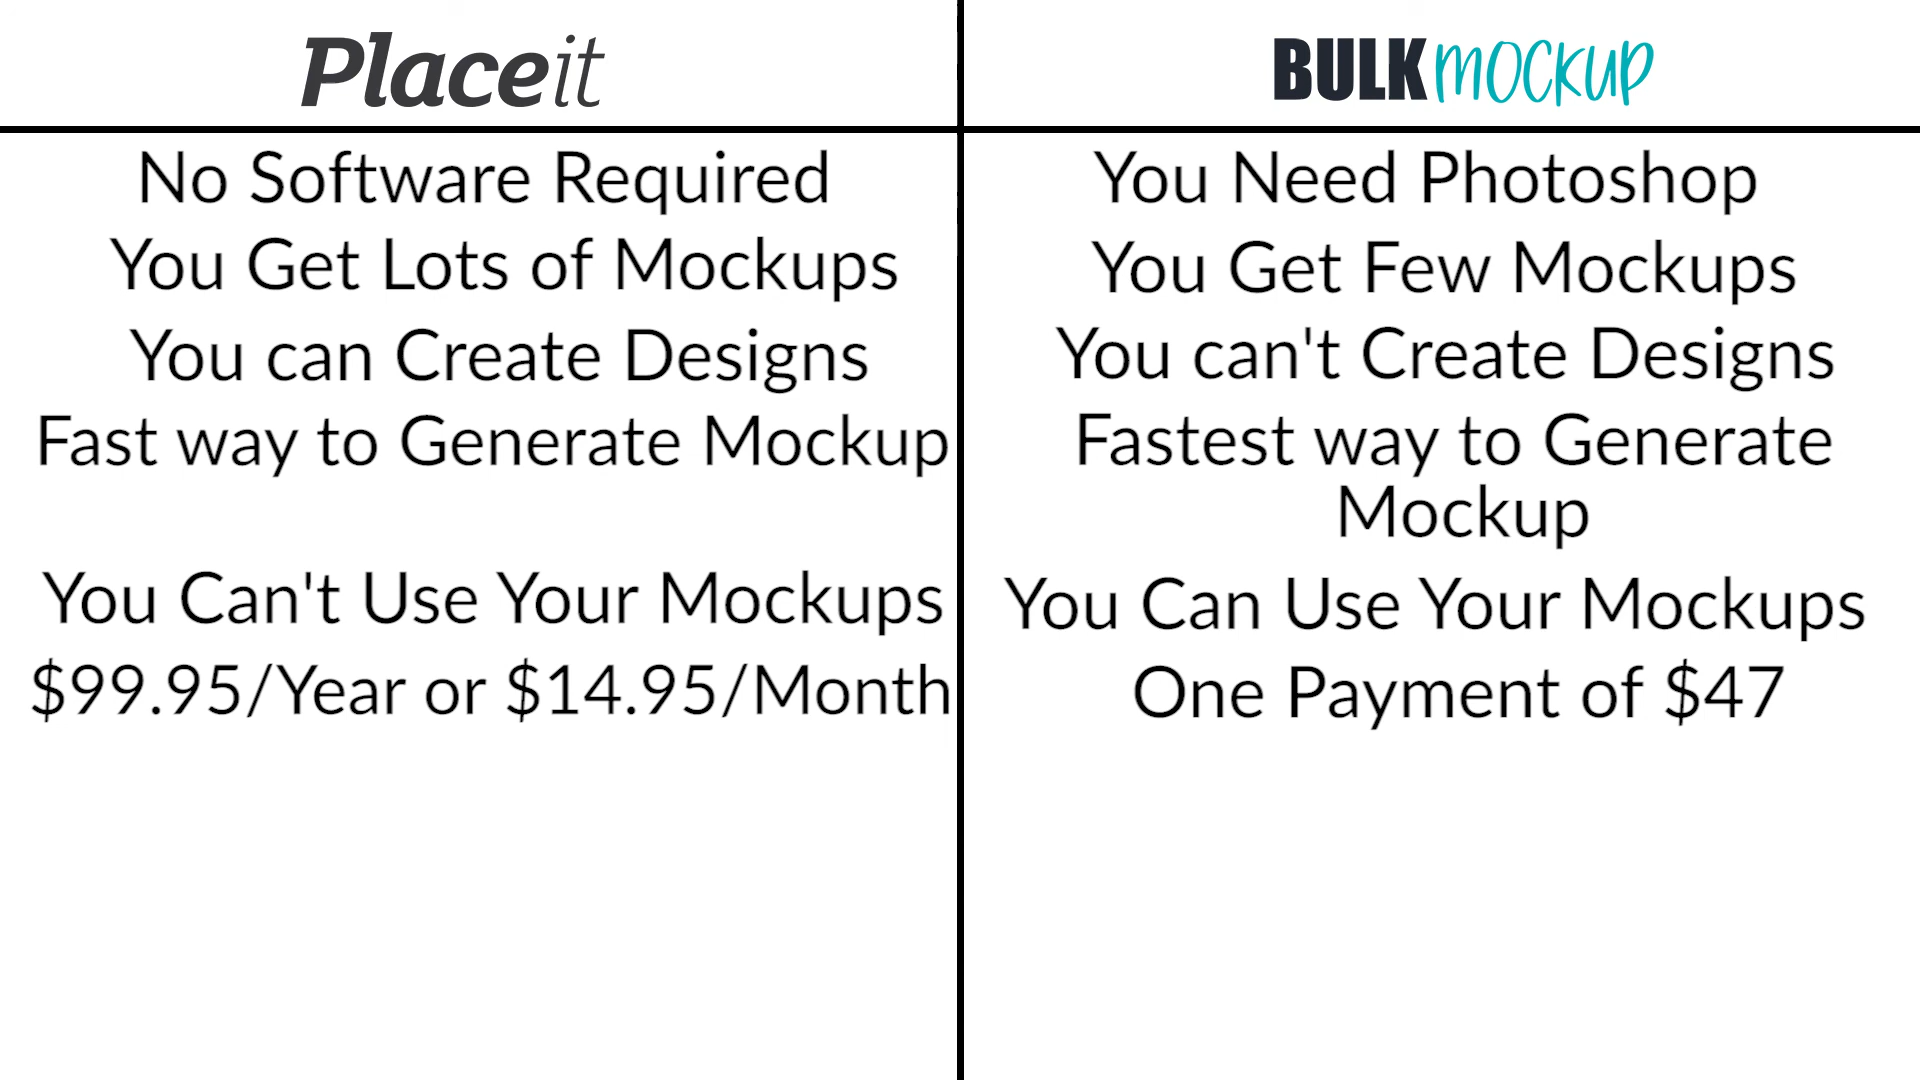 Placeit
BULKMOCKUP
No Software Required
You Need Photoshop
You Get Lots of Mockups
You Get Few Mockups
You can Create Designs
You can't Create Designs
Fast way to Generate Mockup
Fastest way to Generate
Mockup
You Can't Use Your Mockups
You Can Use Your Mockups
$99.95/Year or $14.95/Month
One Payment of $47